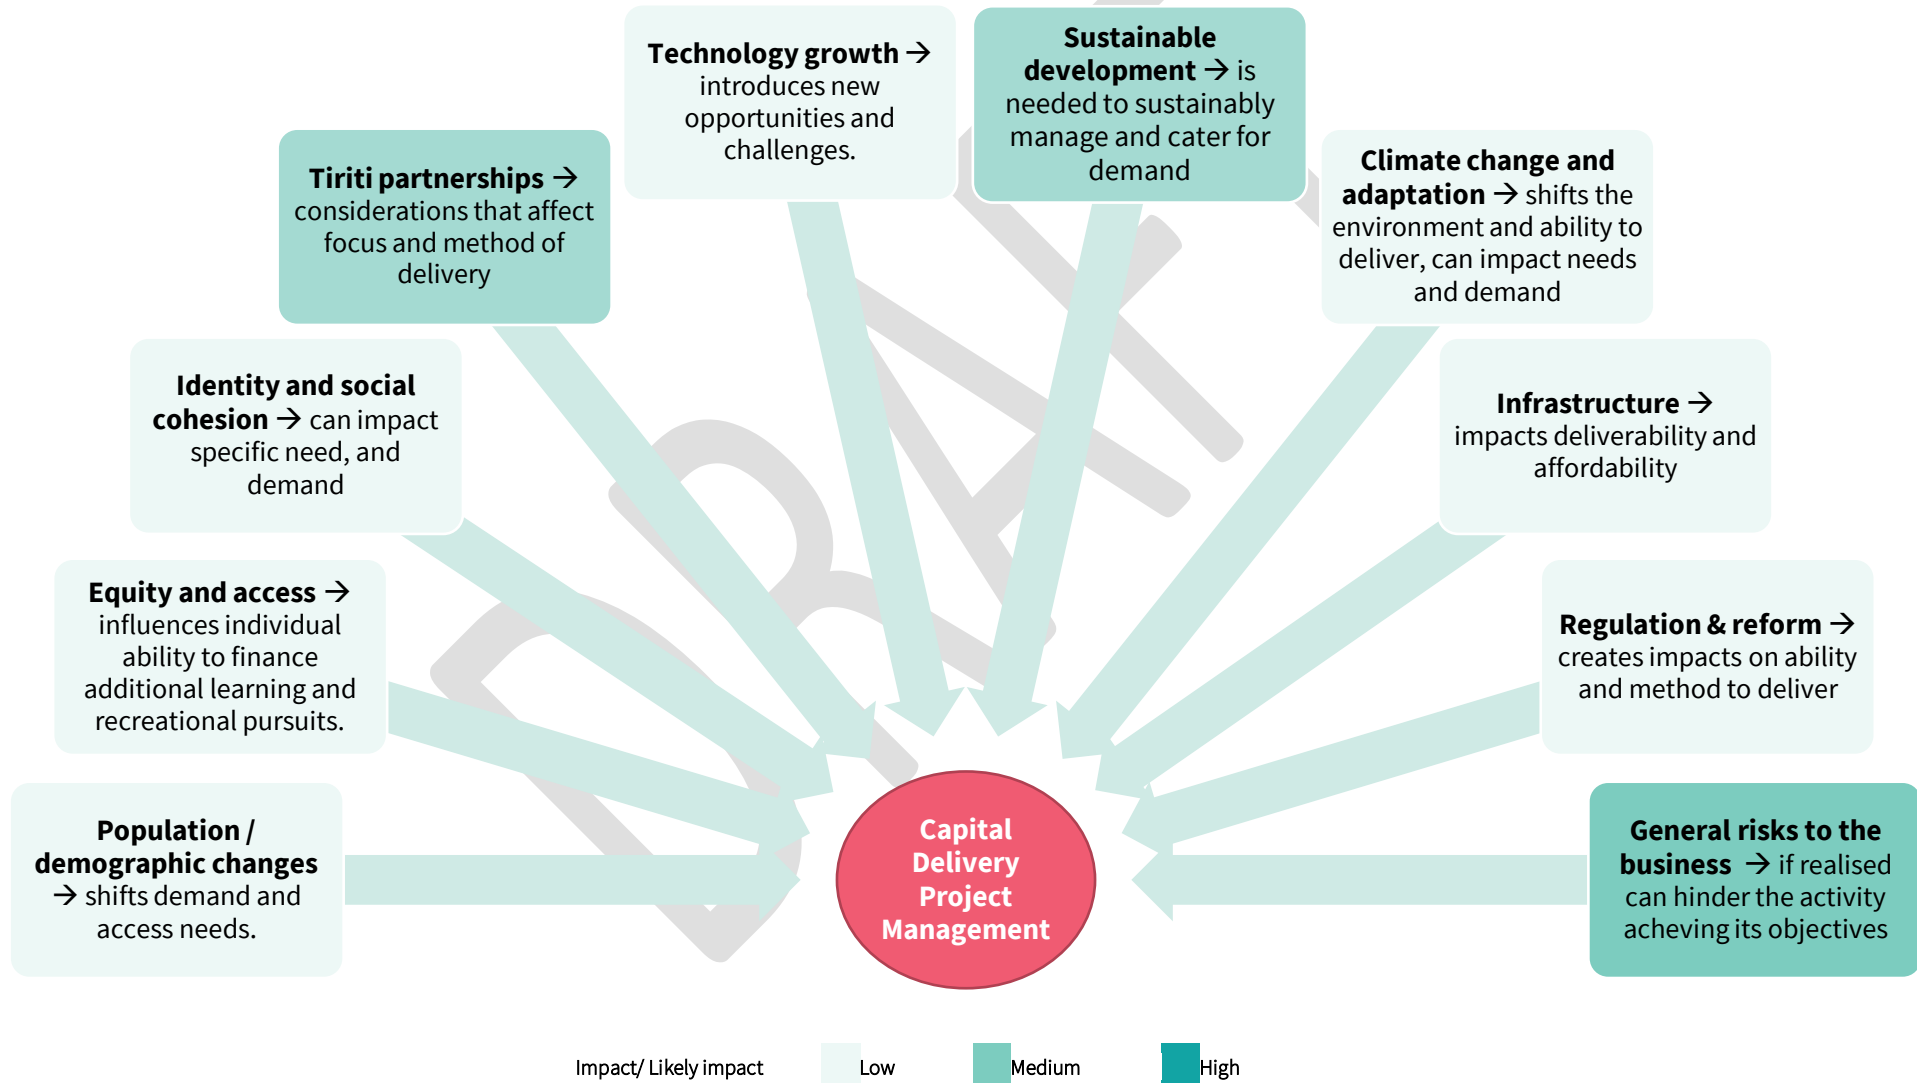 Technology growth →
introduces new
opportunities and
challenges.
Sustainable
development → is
needed to sustainably
manage and cater for
demand
Tiriti partnerships →
considerations that affect
focus and method of
delivery
Climate change and
adaptation → shifts the
environment and ability to
deliver, can impact needs
and demand
Identity and social
cohesion → can impact
specific need, and
demand
Infrastructure →
impacts deliverability and
affordability
Equity and access →
influences individual
ability to finance
additional learning and
recreational pursuits.
Regulation & reform →
creates impacts on ability
and method to deliver
Population /
demographic changes
→ shifts demand and
access needs.
Capital
Delivery
Project
Management
General risks to the
business → if realised
can hinder the activity
acheving its objectives
Impact/ Likely impact
Low
Medium
High
DRAFT